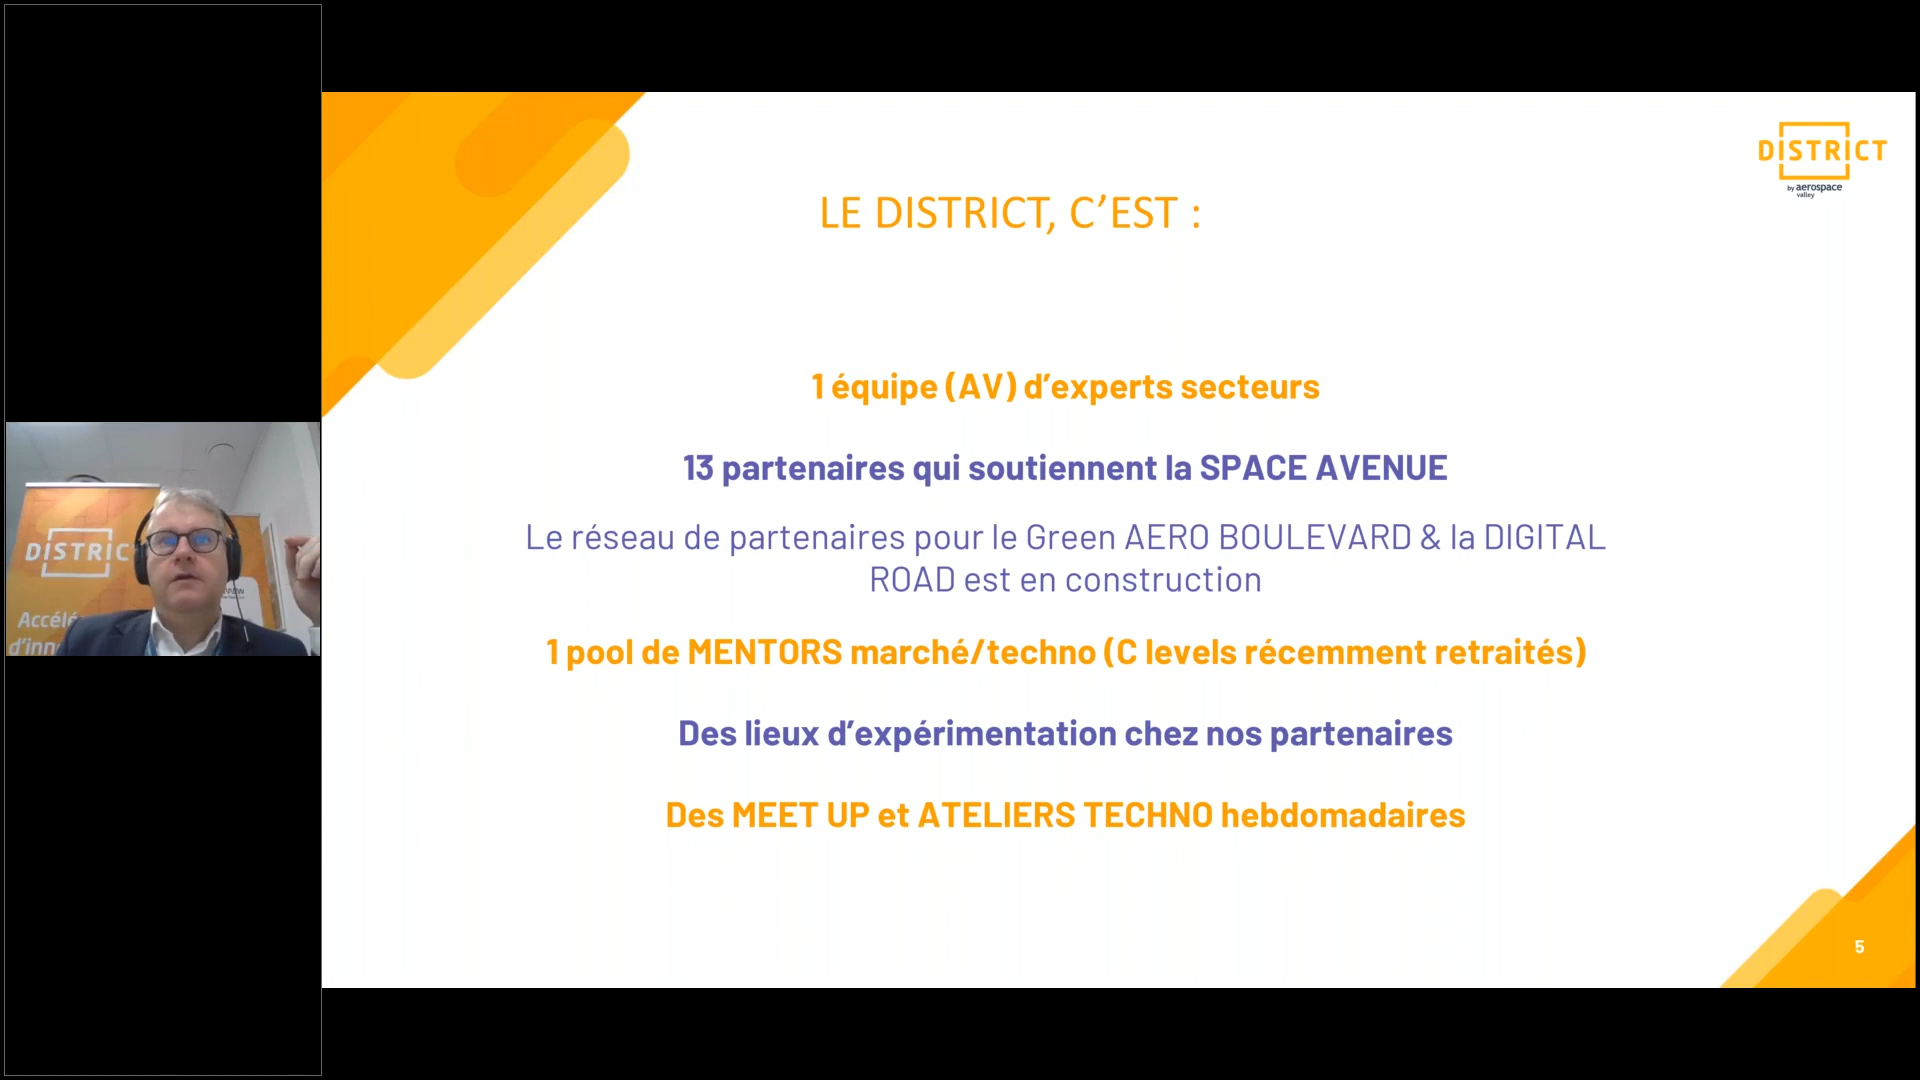 DISTRICT
by aerospace
valley
LE DISTRICT, C’EST :
1 équipe (AV) d’experts secteurs
13 partenaires qui soutiennent la SPACE AVENUE
Le réseau de partenaires pour le Green AERO BOULEVARD & la DIGITAL
ROAD est en construction
1 pool de MENTORS marché/techno (C levels récemment retraités)
Des lieux d’expérimentation chez nos partenaires
Des MEET UP et ATELIERS TECHNO hebdomadaires
5
DISTRIC
Accélé
d'inn